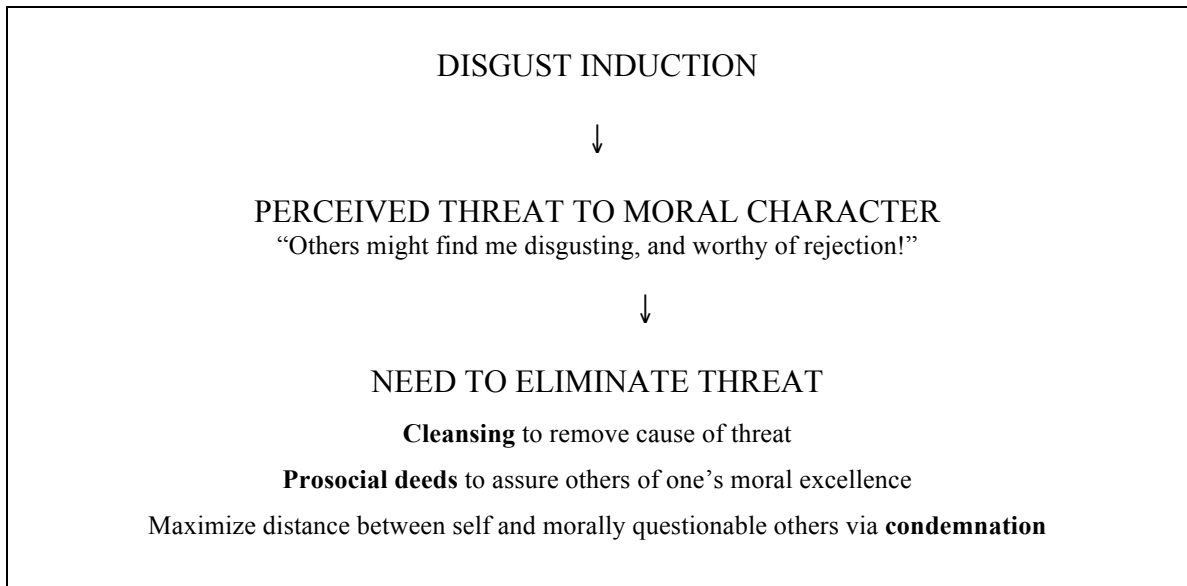 DISGUST INDUCTION
↓
PERCEIVED THREAT TO MORAL CHARACTER
“Others might find me disgusting, and worthy of rejection!”
↓
NEED TO ELIMINATE THREAT
Cleansing to remove cause of threat
Prosocial deeds to assure others of one’s moral excellence
Maximize distance between self and morally questionable others via condemnation